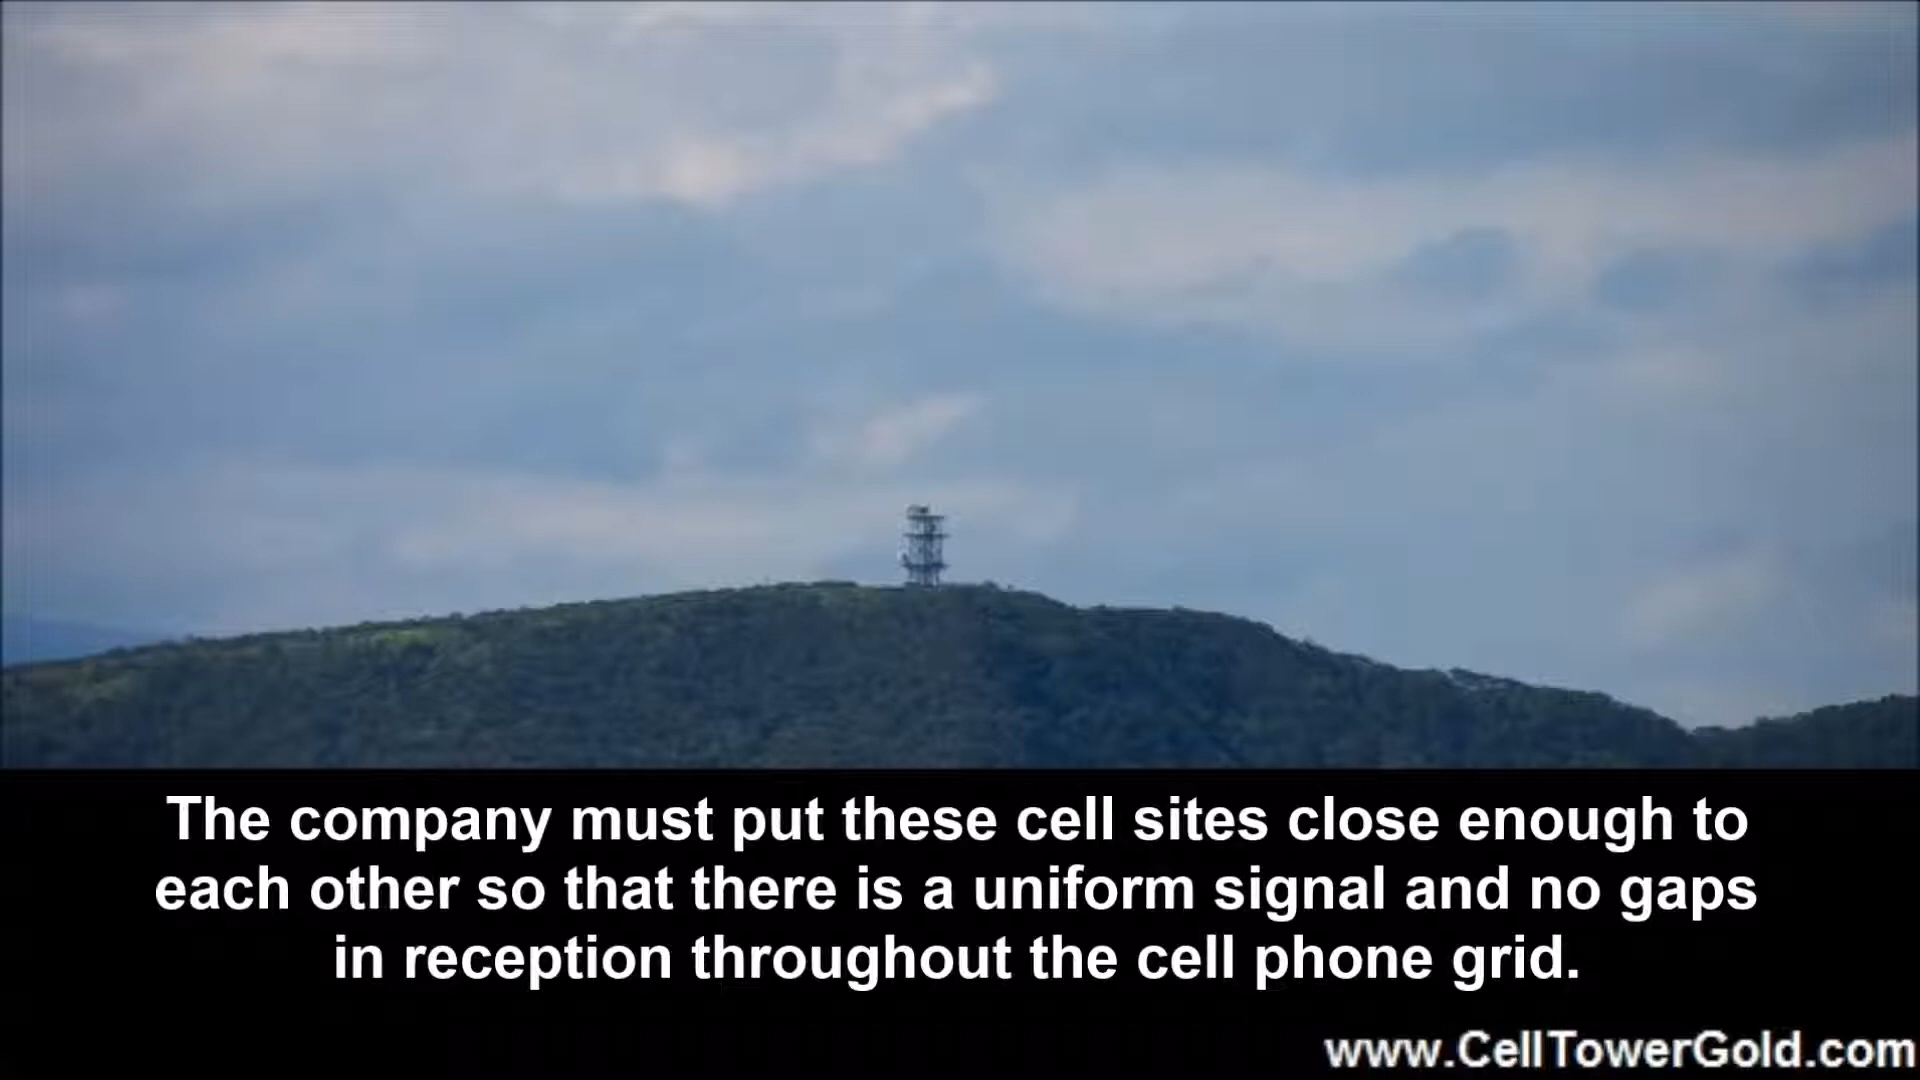 The company must put these cell sites close enough to
each other so that there is a uniform signal and no gaps
in reception throughout the cell phone grid.
www.CellTowerGold.com